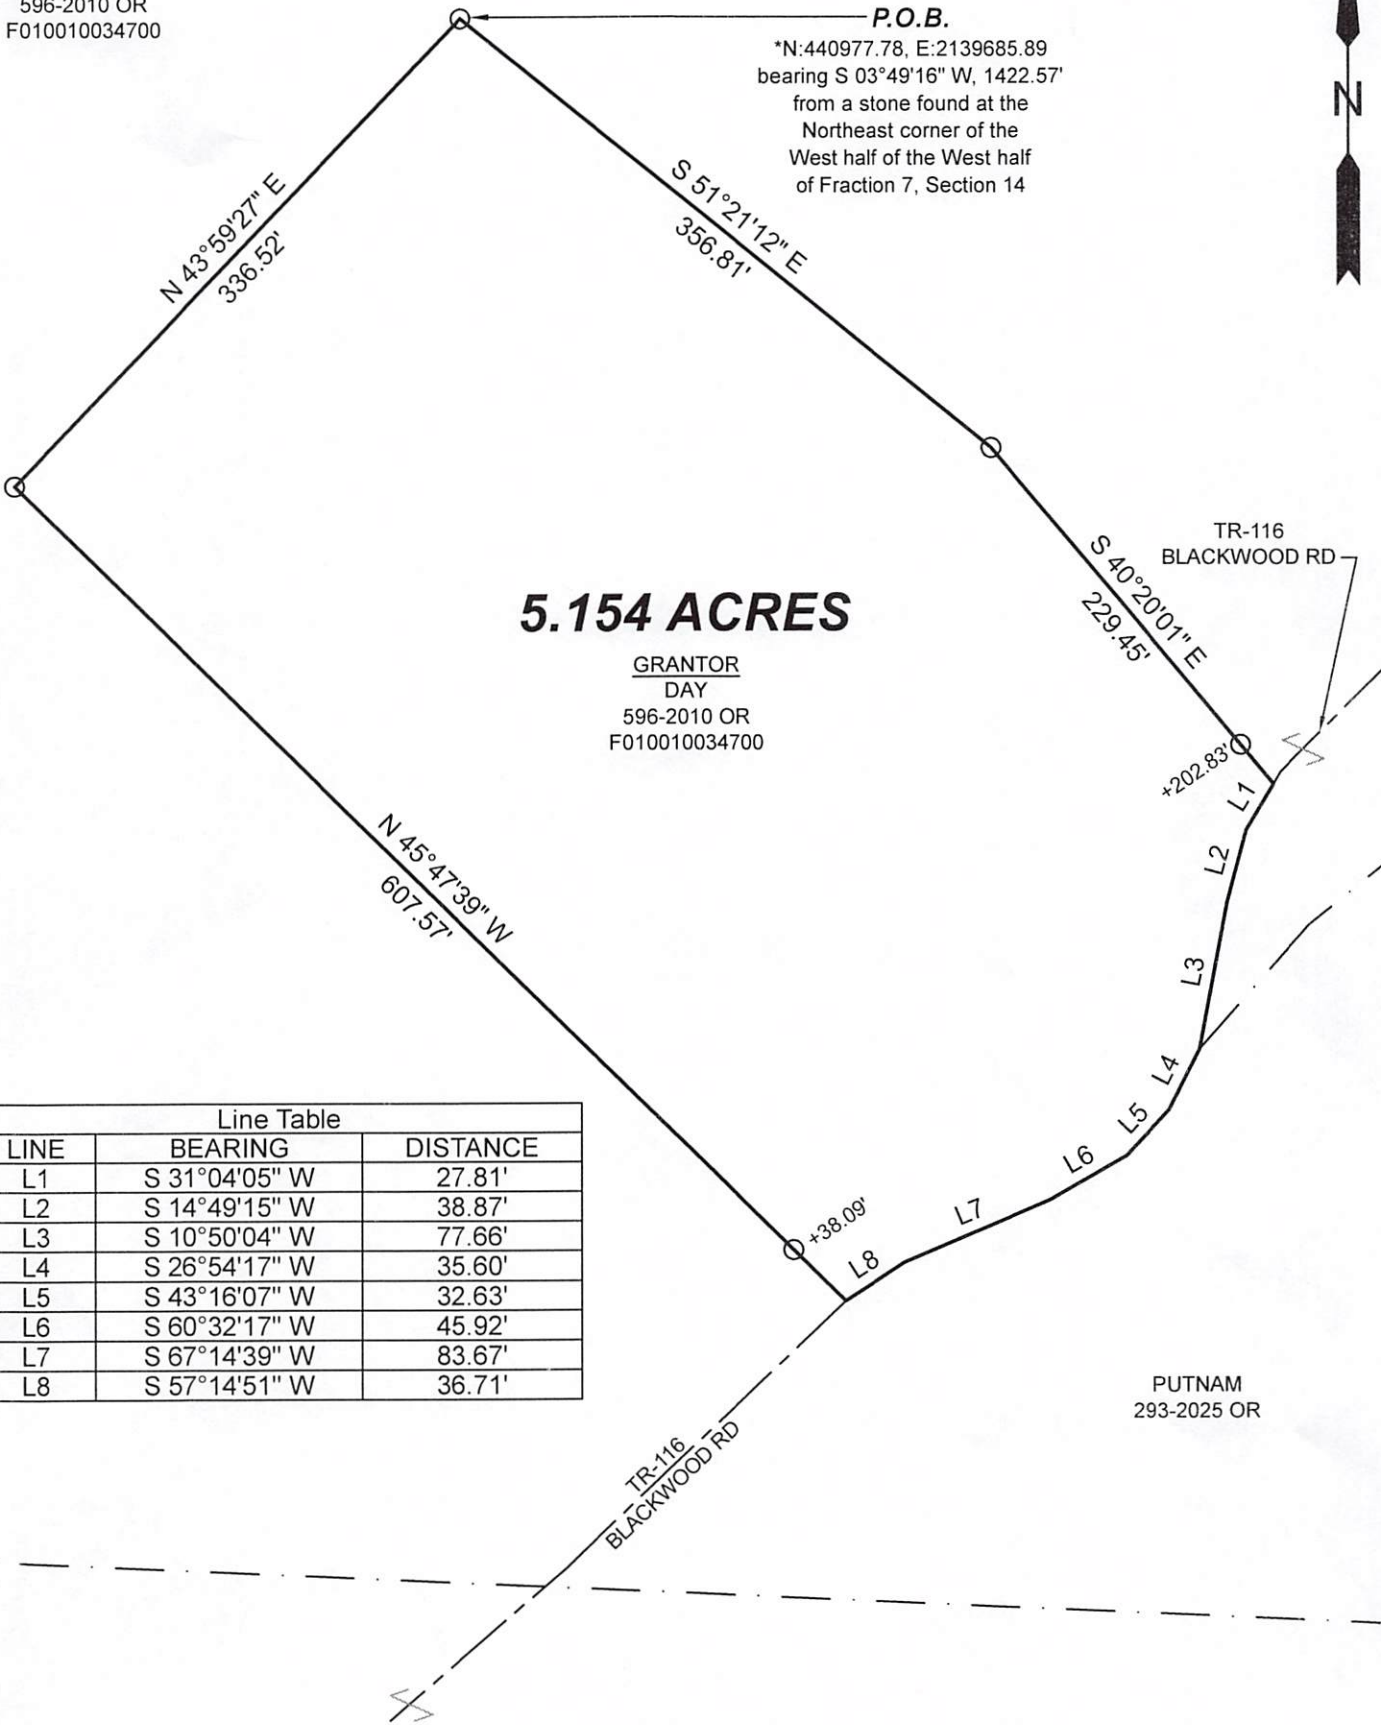 596-2010 OR
F010010034700
P.O.B.
*N:440977.78, E:2139685.89
bearing S 03°49'16" W, 1422.57'
from a stone found at the
Northeast corner of the
West half of the West half
of Fraction 7, Section 14
N
N 43°59'27" E
336.52'
S 51°21'12" E
356.81'
S 40°20'01" E
229.45'
TR-116
BLACKWOOD RD
5.154 ACRES
GRANTOR
DAY
596-2010 OR
F010010034700
+202.83'
L1
L2
L3
L4
L5
L6
L7
L8
N 45°47'39" W
607.57'
+38.09'
Line Table
LINE BEARING DISTANCE
L1 S 31°04'05" W 27.81'
L2 S 14°49'15" W 38.87'
L3 S 10°50'04" W 77.66'
L4 S 26°54'17" W 35.60'
L5 S 43°16'07" W 32.63'
L6 S 60°32'17" W 45.92'
L7 S 67°14'39" W 83.67'
L8 S 57°14'51" W 36.71'
PUTNAM
293-2025 OR
TR-116
BLACKWOOD RD